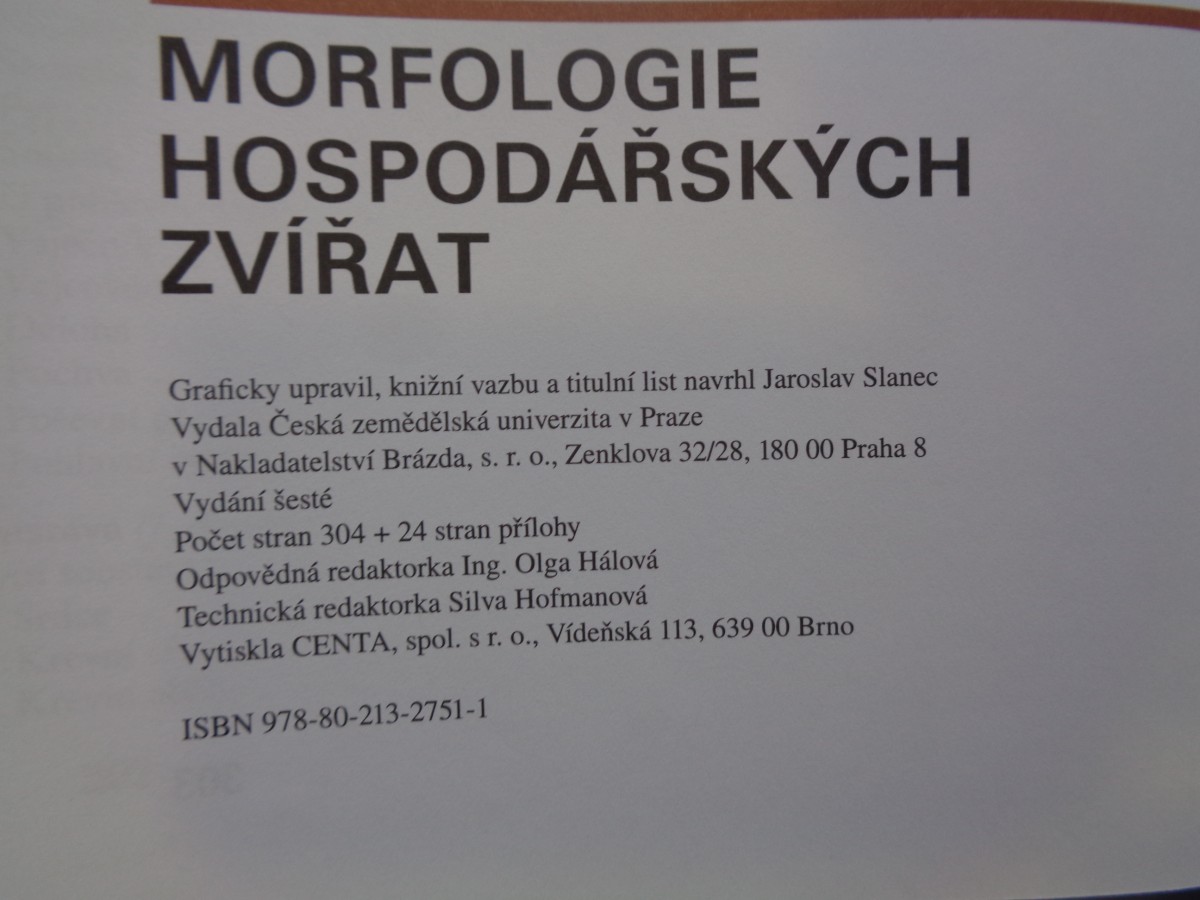 MORFOLOGIE
HOSPODÁŘSKÝCH
ZVÍŘAT
Graficky upravil, knižní vazbu a titulní list navrhl Jaroslav Slanec
Vydala Česká zemědělská univerzita v Praze
v Nakladatelství Brázda, s. r. o., Zenklova 32/28, 180 00 Praha 8
Vydání šesté
Počet stran 304 + 24 stran přílohy
Odpovědná redaktorka Ing. Olga Hálová
Technická redaktorka Silva Hofmanová
Vytiskla CENTA, spol. s r. o., Vídeňská 113, 639 00 Brno
ISBN 978-80-213-2751-1